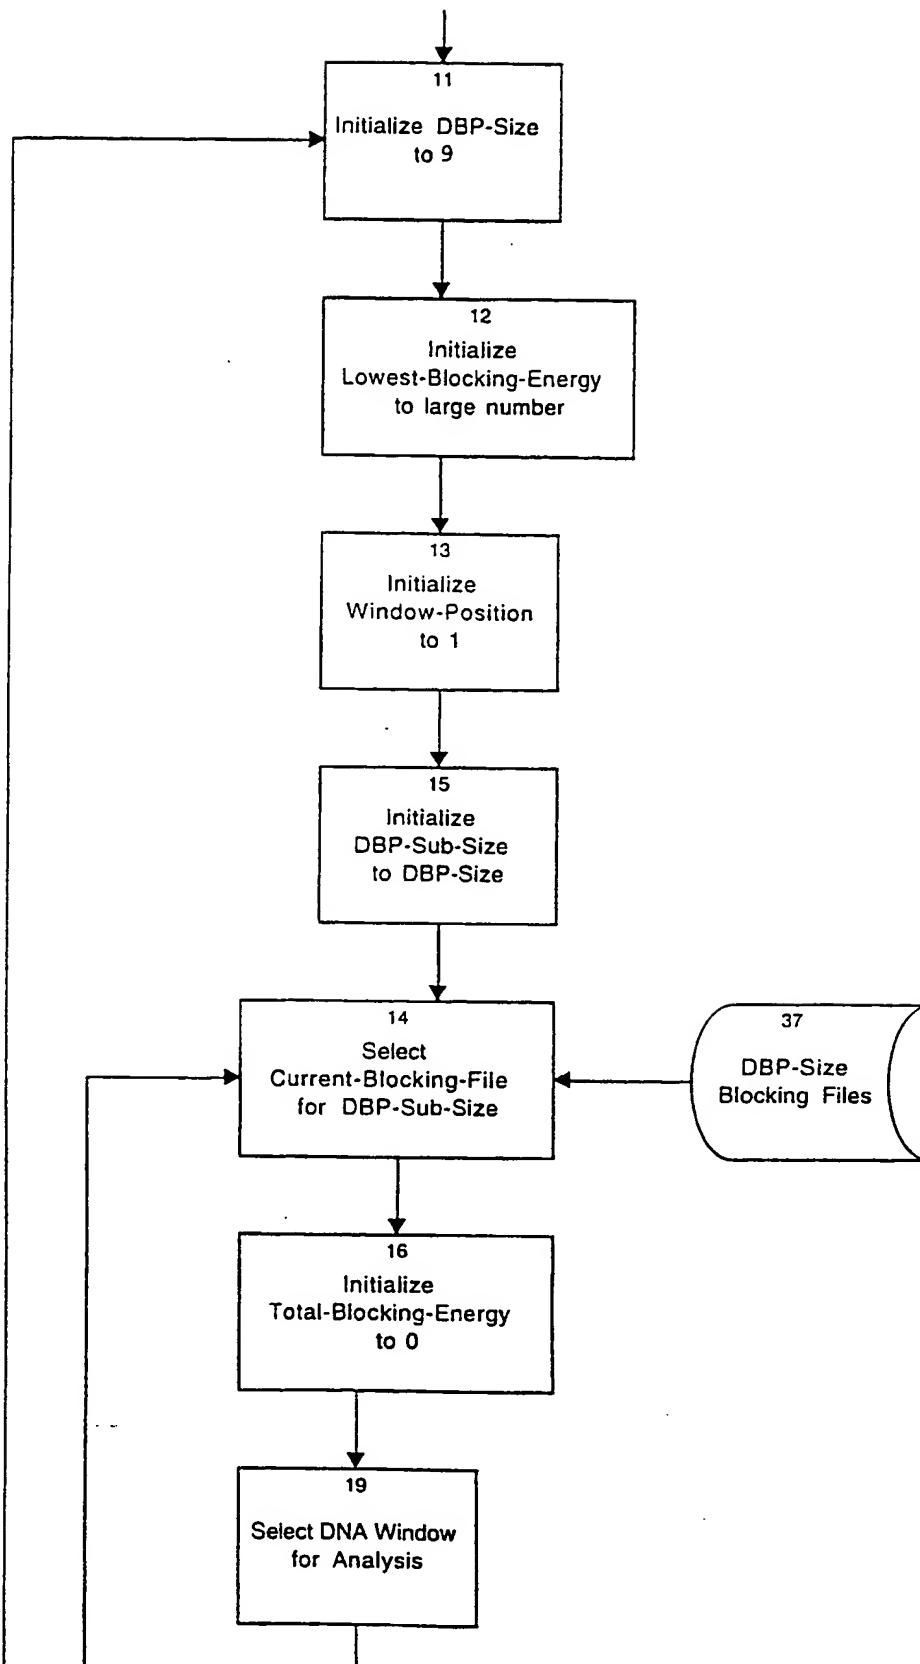 11
Initialize DBP-Size
to 9
12
Initialize
Lowest-Blocking-Energy
to large number
13
Initialize
Window-Position
to 1
15
Initialize
DBP-Sub-Size
to DBP-Size
14
Select
Current-Blocking-File
for DBP-Sub-Size
37
DBP-Size
Blocking Files
16
Initialize
Total-Blocking-Energy
to 0
19
Select DNA Window
for Analysis